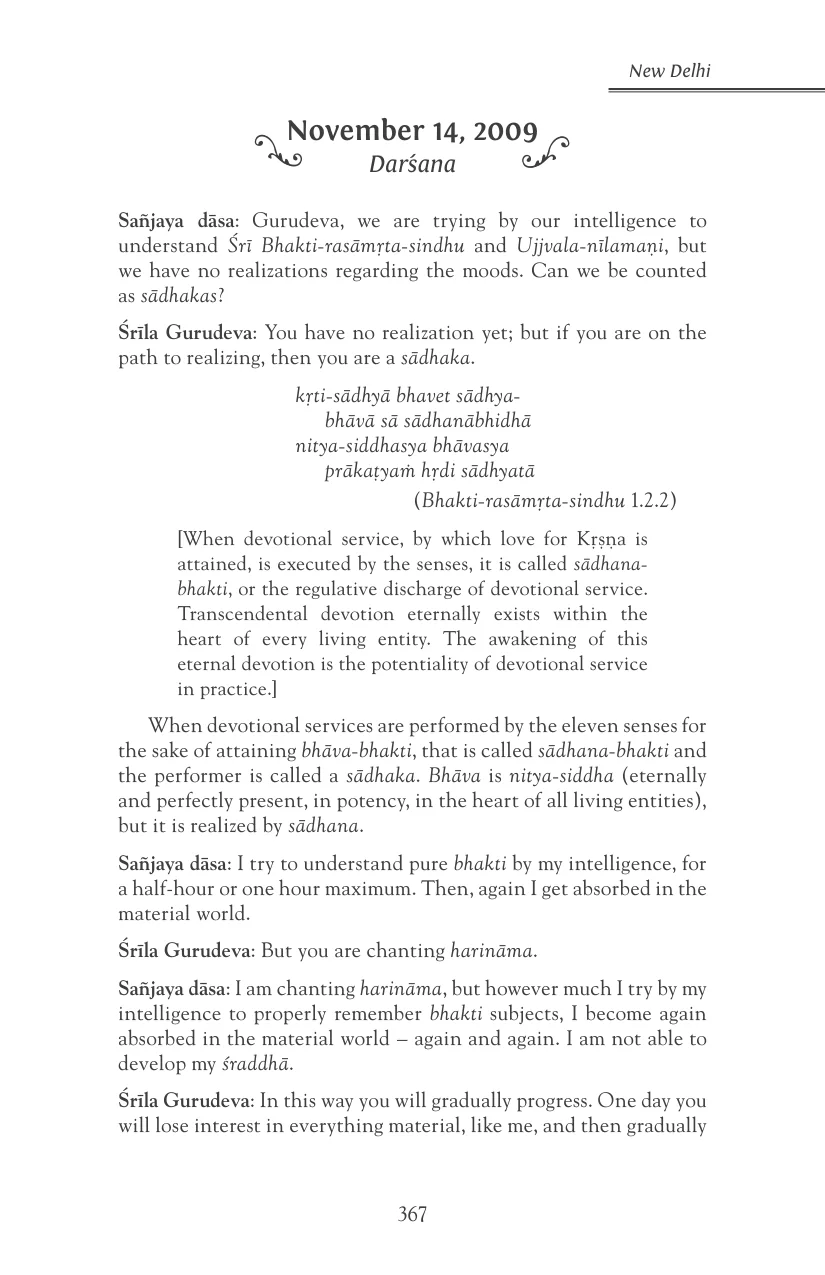 New Delhi
November 14, 2009
Darśana
Sañjaya dāsa: Gurudeva, we are trying by our intelligence to
understand Śrī Bhakti-rasāmṛta-sindhu and Ujjvala-nīlamaṇi, but
we have no realizations regarding the moods. Can we be counted
as sādhakas?
Śrīla Gurudeva: You have no realization yet; but if you are on the
path to realizing, then you are a sādhaka.
kṛti-sādhyā bhavet sādhya-
bhāvā sā sādhanābhidhā
nitya-siddhasya bhāvasya
prākaṭyaṁ hṛdi sādhyatā
(Bhakti-rasāmṛta-sindhu 1.2.2)
[When devotional service, by which love for Kṛṣṇa is
attained, is executed by the senses, it is called sādhana-
bhakti, or the regulative discharge of devotional service.
Transcendental devotion eternally exists within the
heart of every living entity. The awakening of this
eternal devotion is the potentiality of devotional service
in practice.]
When devotional services are performed by the eleven senses for
the sake of attaining bhāva-bhakti, that is called sādhana-bhakti and
the performer is called a sādhaka. Bhāva is nitya-siddha (eternally
and perfectly present, in potency, in the heart of all living entities),
but it is realized by sādhana.
Sañjaya dāsa: I try to understand pure bhakti by my intelligence, for
a half-hour or one hour maximum. Then, again I get absorbed in the
material world.
Śrīla Gurudeva: But you are chanting harināma.
Sañjaya dāsa: I am chanting harināma, but however much I try by my
intelligence to properly remember bhakti subjects, I become again
absorbed in the material world – again and again. I am not able to
develop my śraddhā.
Śrīla Gurudeva: In this way you will gradually progress. One day you
will lose interest in everything material, like me, and then gradually
367